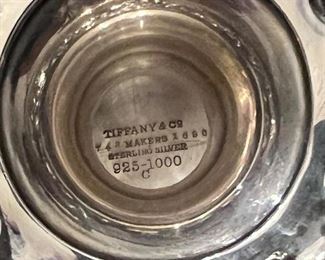 TIFFANY & Co
MAKERS
STERLING SILVER
925-1000
C